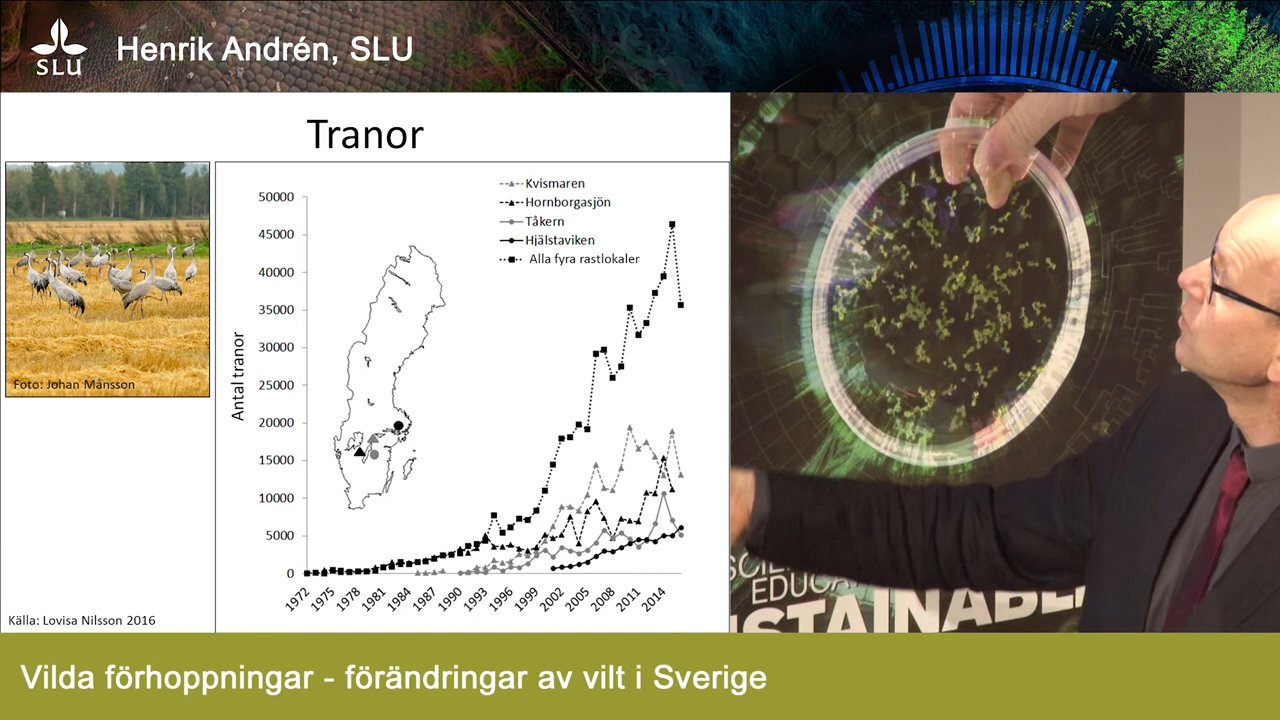 SLU
Henrik Andrén, SLU
Tranor
Foto: Johan Månsson
Källa: Lovisa Nilsson 2016
Antal tranor
50000
45000
40000
35000
30000
25000
20000
15000
10000
5000
0
Kvismaren
Hornborgasjön
Tåkern
Hjälstaviken
Alla fyra rastlokaler
1972
1975
1978
1981
1984
1987
1990
1993
1996
1999
2002
2005
2008
2011
2014
Vilda förhoppningar - förändringar av vilt i Sverige